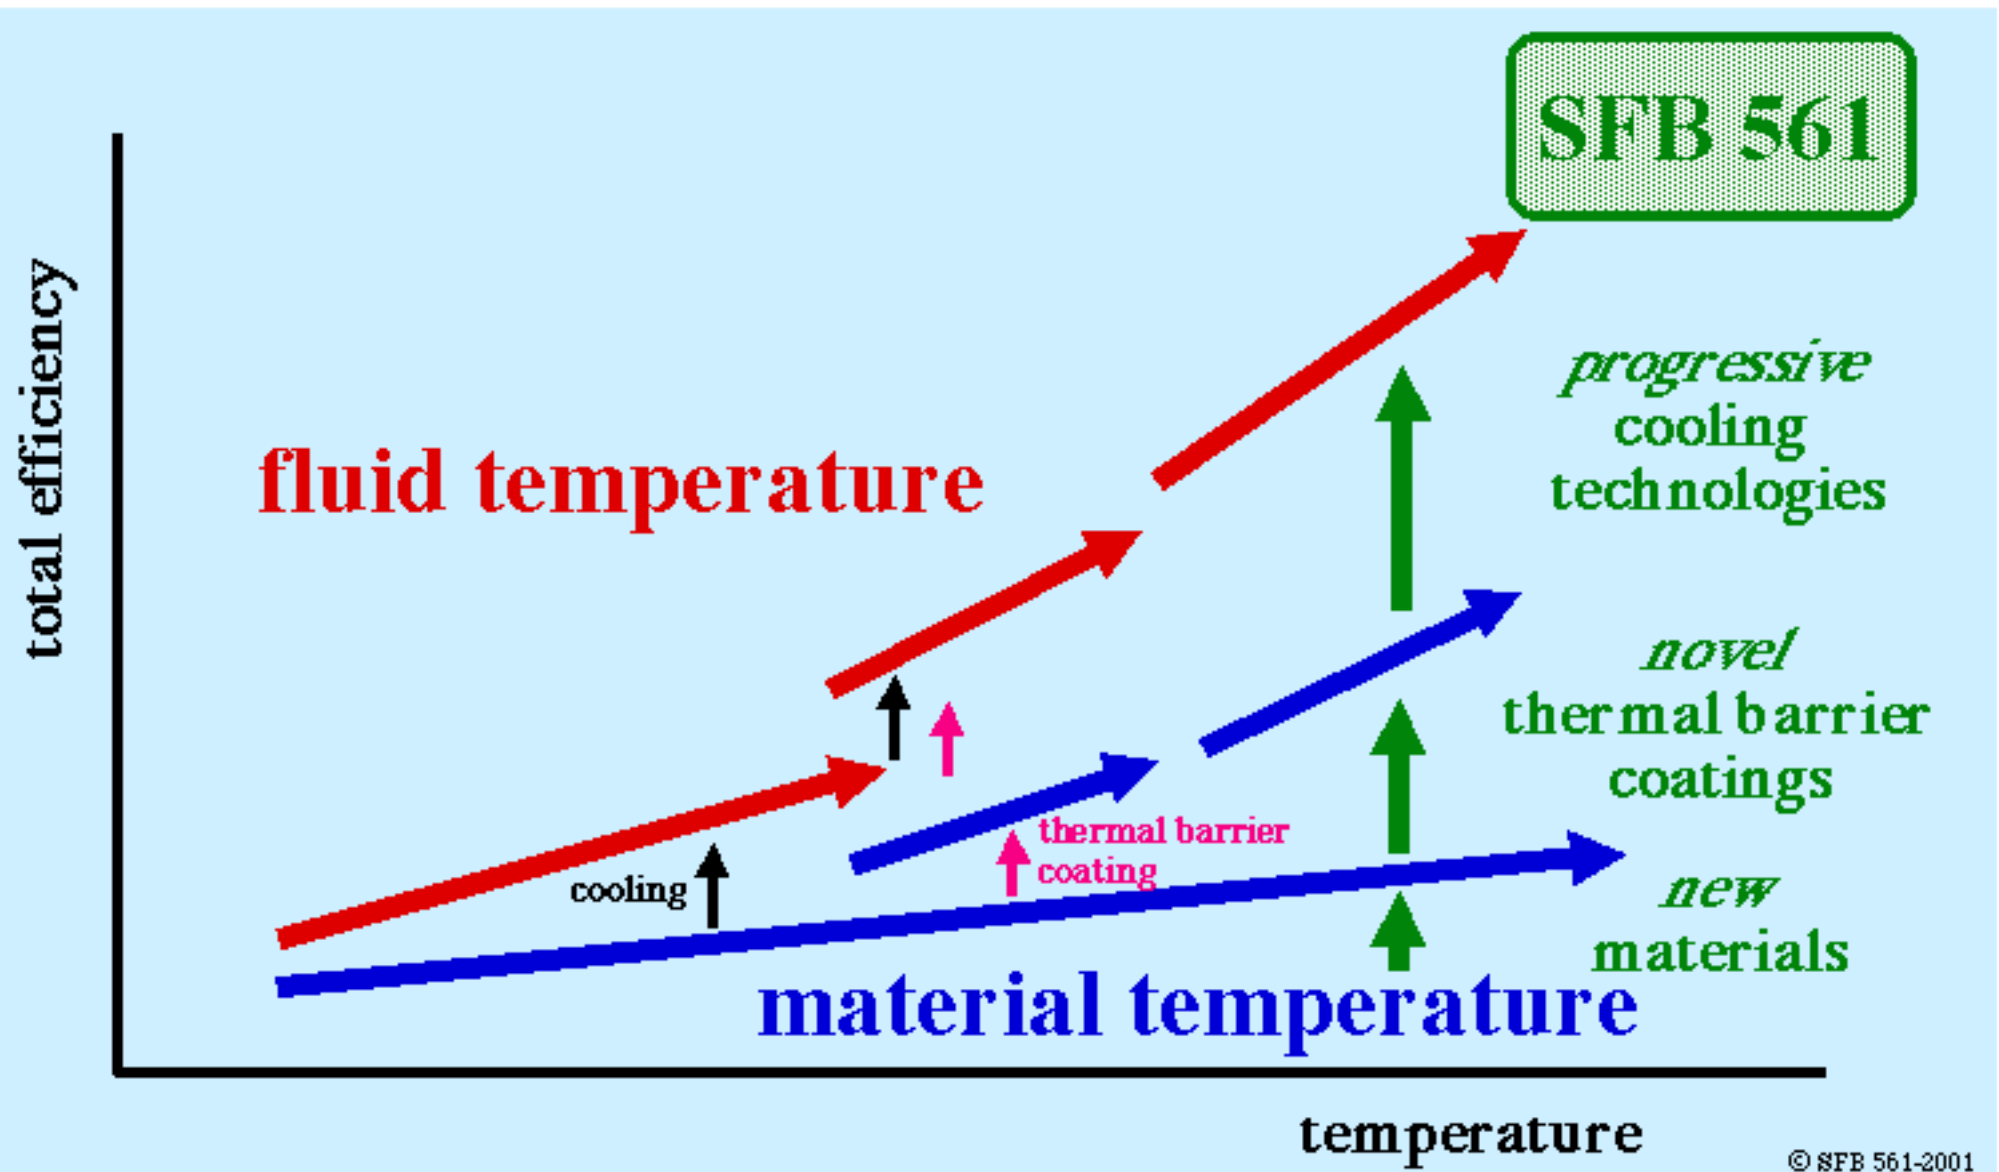 SFB 561
total efficiency
fluid temperature
progressive
cooling
technologies
novel
thermal barrier
coatings
thermal barrier
coating
cooling
new
materials
material temperature
temperature
© SFB 561-2001